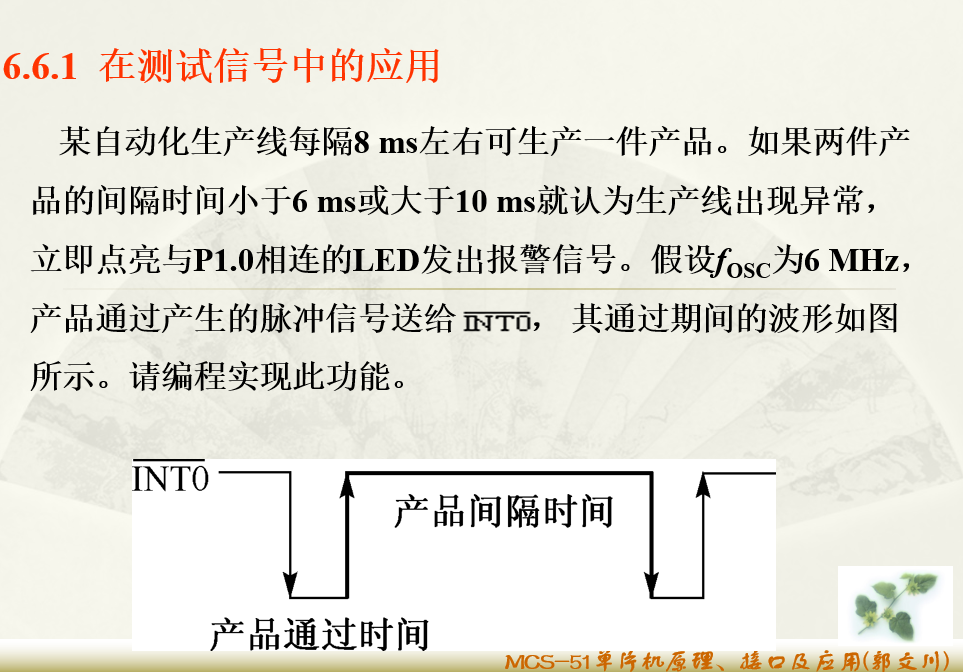 6.6.1 在测试信号中的应用
某自动化生产线每隔8 ms左右可生产一件产品。如果两件产
品的间隔时间小于6 ms或大于10 ms就认为生产线出现异常，
立即点亮与P1.0相连的LED发出报警信号。假设fOSC为6 MHz，
产品通过产生的脉冲信号送给 INT0， 其通过期间的波形如图
所示。请编程实现此功能。
INT0
产品间隔时间
产品通过时间
MCS-51单片机原理、接口及应用(郭文川)